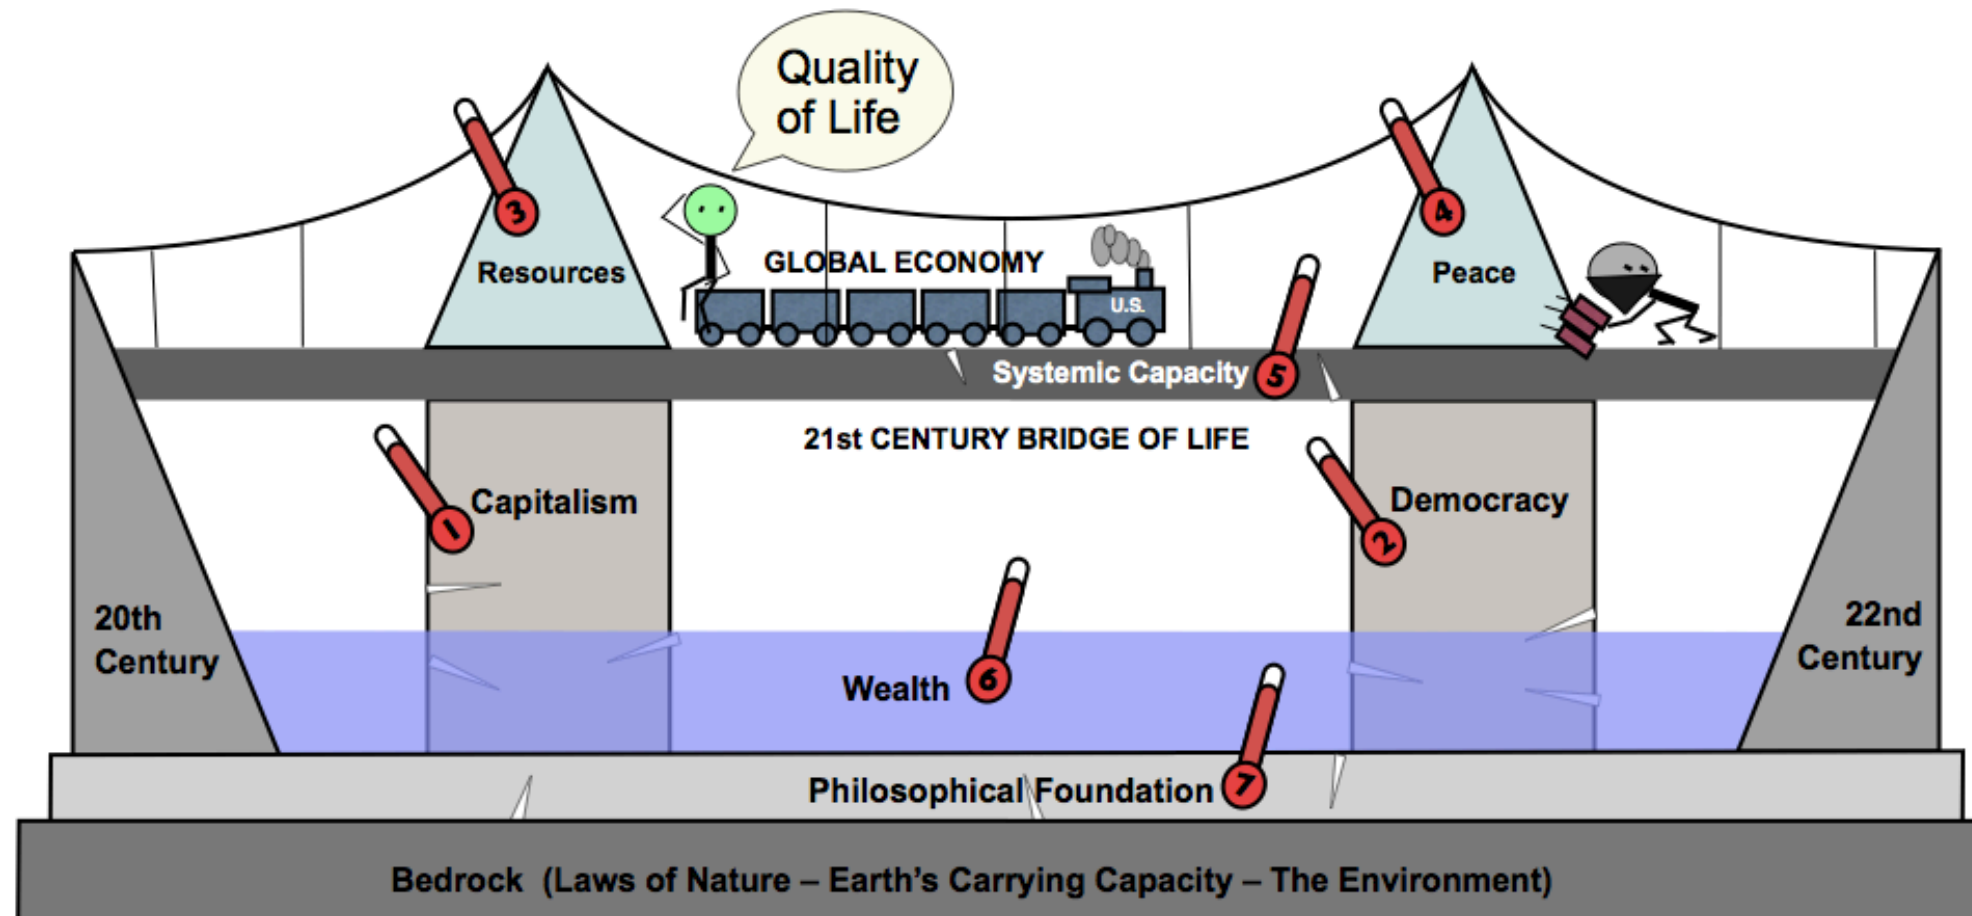 Quality
of Life
3
4
Resources
GLOBAL ECONOMY
Peace
U.S.
Systemic Capacity
5
21st CENTURY BRIDGE OF LIFE
1
Capitalism
2
Democracy
20th
Century
22nd
Century
Wealth
6
Philosophical Foundation
7
Bedrock (Laws of Nature – Earth's Carrying Capacity – The Environment)